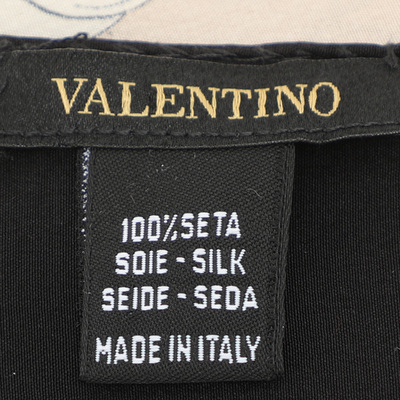 VALENTINO
100% SETA
SOIE - SILK
SEIDE - SEDA
MADE IN ITALY